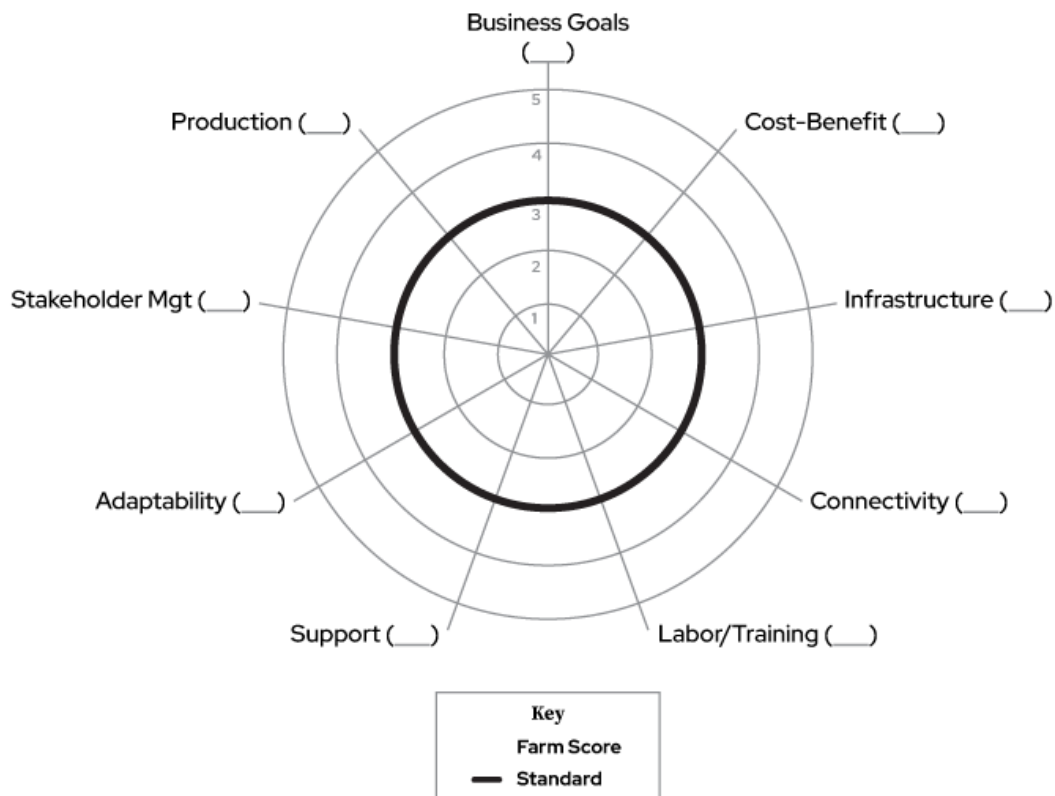 Business Goals
(___)
Production (___)
Cost-Benefit (___)
5
4
3
2
1
Stakeholder Mgt (___)
Infrastructure (___)
Adaptability (___)
Connectivity (___)
Support (___)
Labor/Training (___)
Key
Farm Score
Standard